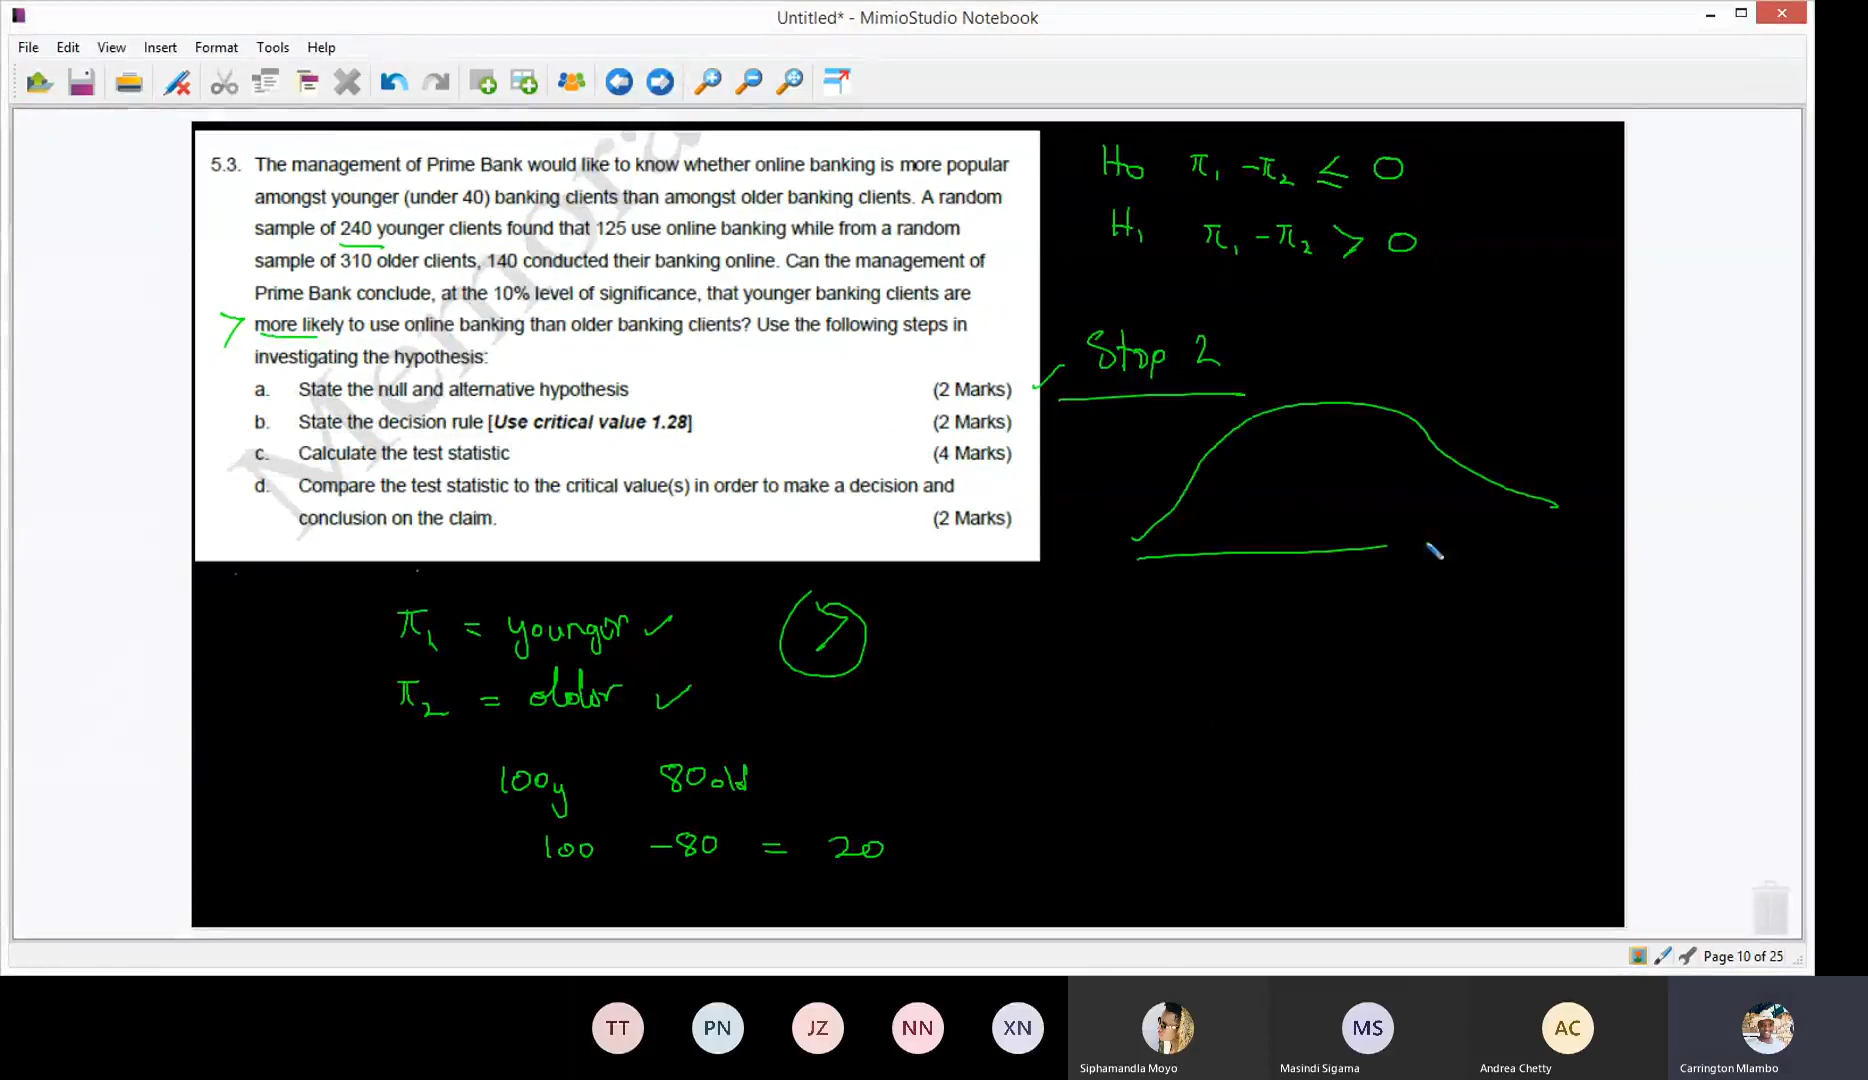 Untitled* - MimioStudio Notebook
File Edit View Insert Format Tools Help
5.3. The management of Prime Bank would like to know whether online banking is more popular
amongst younger (under 40) banking clients than amongst older banking clients. A random
sample of 240 younger clients found that 125 use online banking while from a random
sample of 310 older clients, 140 conducted their banking online. Can the management of
Prime Bank conclude, at the 10% level of significance, that younger banking clients are
> more likely to use online banking than older banking clients? Use the following steps in
investigating the hypothesis:
a. State the null and alternative hypothesis (2 Marks) ✓
b. State the decision rule [Use critical value 1.28] (2 Marks)
c. Calculate the test statistic (4 Marks)
d. Compare the test statistic to the critical value(s) in order to make a decision and
conclusion on the claim. (2 Marks)
H0 π1 - π2 ≤ 0
H1 π1 - π2 > 0
Step 2
π1 = younger ✓
π2 = older ✓
>
100y 80 old
100 - 80 = 20
Page 10 of 25
TT PN JZ NN XN MS AC
Siphamandla Moyo Masindi Sigama Andrea Chetty Carrington Mlambo